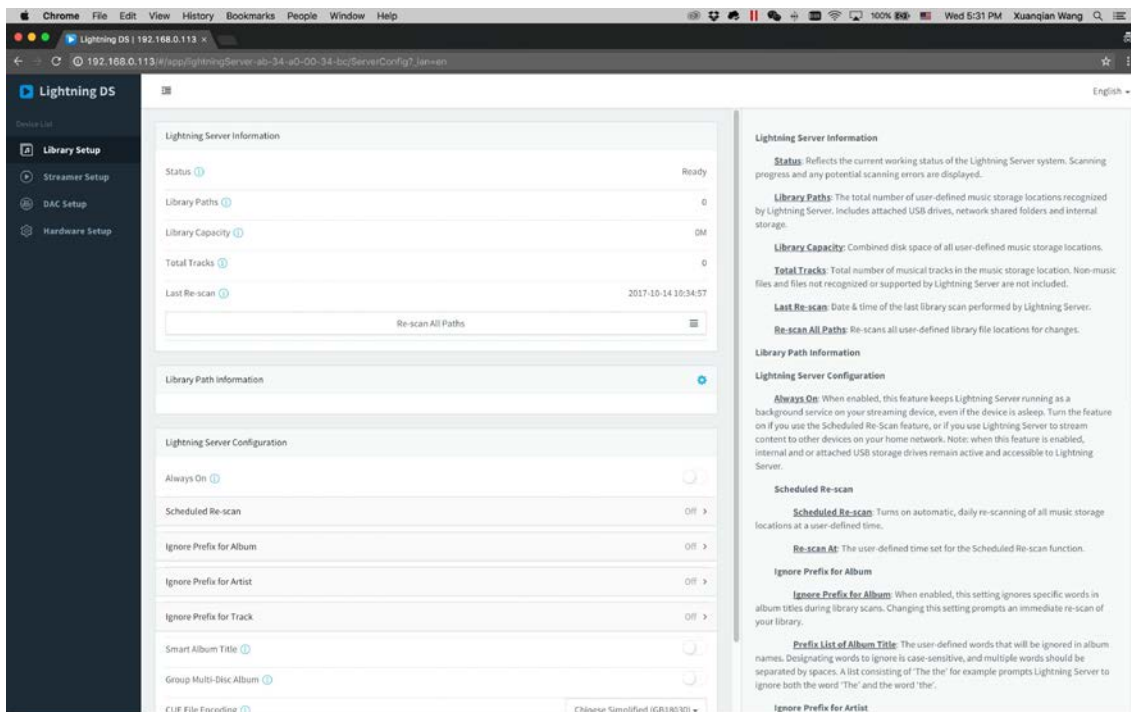 Chrome File Edit View History Bookmarks People Window Help 100% Wed 5:31 PM Xuanqian Wang
Lightning DS | 192.168.0.113
192.168.0.113/#/app/lightningServer-ab-34-a0-00-34-bc/ServerConfig?_lan=en
Lightning DS
English
Device List
Library Setup
Streamer Setup
DAC Setup
Hardware Setup
Lightning Server Information
Status Ready
Library Paths 0
Library Capacity 0M
Total Tracks 0
Last Re-scan 2017-10-14 10:34:57
Re-scan All Paths
Library Path Information
Lightning Server Configuration
Always On
Scheduled Re-scan Off
Ignore Prefix for Album Off
Ignore Prefix for Artist Off
Ignore Prefix for Track Off
Smart Album Title
Group Multi-Disc Album
CUE File Encoding Chinese Simplified (GB18030)
Lightning Server Information
Status: Reflects the current working status of the Lightning Server system. Scanning
progress and any potential scanning errors are displayed.
Library Paths: The total number of user-defined music storage locations recognized
by Lightning Server. Includes attached USB drives, network shared folders and internal
storage.
Library Capacity: Combined disk space of all user-defined music storage locations.
Total Tracks: Total number of musical tracks in the music storage location. Non-music
files and files not recognized or supported by Lightning Server are not included.
Last Re-scan: Date & time of the last library scan performed by Lightning Server.
Re-scan All Paths: Re-scans all user-defined library file locations for changes.
Library Path Information
Lightning Server Configuration
Always On: When enabled, this feature keeps Lightning Server running as a
background service on your streaming device, even if the device is asleep. Turn the feature
on if you use the Scheduled Re-Scan feature, or if you use Lightning Server to stream
content to other devices on your home network. Note: when this feature is enabled,
internal and or attached USB storage drives remain active and accessible to Lightning
Server.
Scheduled Re-scan
Scheduled Re-scan: Turns on automatic, daily re-scanning of all music storage
locations at a user-defined time.
Re-scan At: The user-defined time set for the Scheduled Re-scan function.
Ignore Prefix for Album
Ignore Prefix for Album: When enabled, this setting ignores specific words in
album titles during library scans. Changing this setting prompts an immediate re-scan of
your library.
Prefix List of Album Title: The user-defined words that will be ignored in album
names. Designating words to ignore is case-sensitive, and multiple words should be
separated by spaces. A list consisting of 'The the' for example prompts Lightning Server to
ignore both the word 'The' and the word 'the'.
Ignore Prefix for Artist